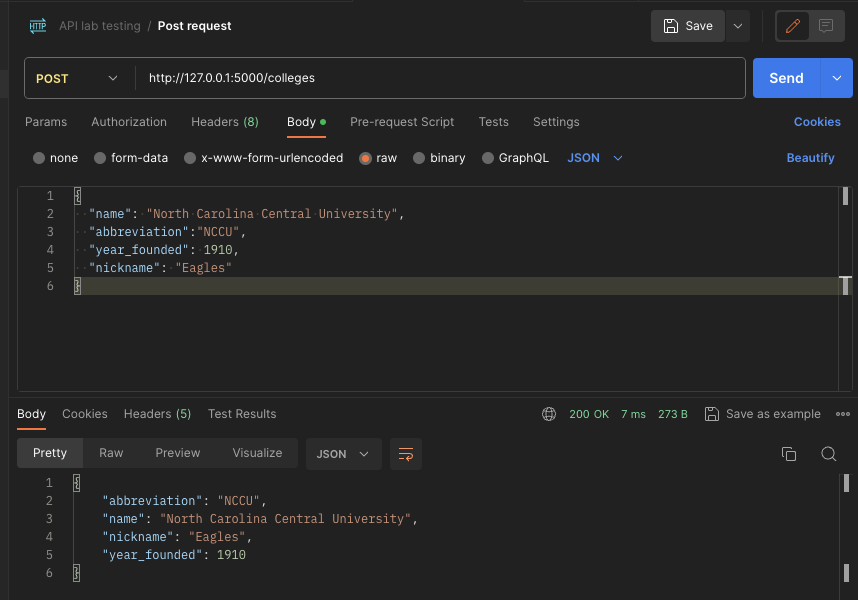 HTTP API lab testing / Post request Save
POST http://127.0.0.1:5000/colleges Send
Params Authorization Headers (8) Body Pre-request Script Tests Settings Cookies
none form-data x-www-form-urlencoded raw binary GraphQL JSON Beautify
1 {
2 "name": "North Carolina Central University",
3 "abbreviation":"NCCU",
4 "year_founded": 1910,
5 "nickname": "Eagles"
6 }
Body Cookies Headers (5) Test Results 200 OK 7 ms 273 B Save as example
Pretty Raw Preview Visualize JSON
1 {
2 "abbreviation": "NCCU",
3 "name": "North Carolina Central University",
4 "nickname": "Eagles",
5 "year_founded": 1910
6 }